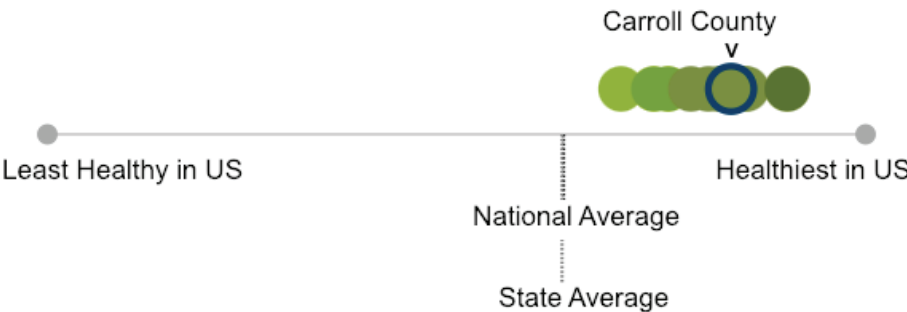 Carroll County
v
Least Healthy in US
Healthiest in US
National Average
State Average